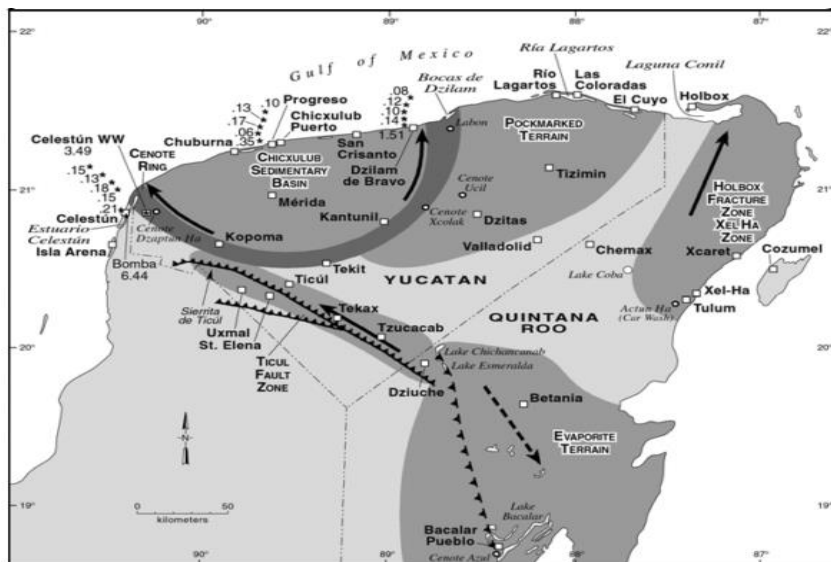 90°
89°
88°
87°
22°
22°
Gulf of Mexico
Ría Lagartos
Laguna Conil
Bocas de
Dzilam
Río
Lagartos
Las
Coloradas
El Cuyo
Holbox
.08
.12
.10
.14
1.51
.13
.10
.17
.06
.35
Progreso
Chicxulub
Puerto
Chuburna
San
Crisanto
Labon
POCKMARKED
TERRAIN
Celestún WW
3.49
CENOTE
RING
CHICXULUB
SEDIMENTARY
BASIN
Dzilam
de Bravo
Tizimin
21°
21°
.15
.13
.18
.15
.21
Celestún
Estuario
Celestún
Isla Arena
Cenote
Dzaptun Ha
Mérida
Kantunil
Cenote
Ucil
Cenote
Xcolak
Dzitas
HOLBOX
FRACTURE
ZONE
XEL HA
ZONE
Kopoma
Valladolid
Chemax
Xcaret
Cozumel
Bomba
6.44
Tekit
YUCATAN
Lake Coba
Ticúl
Sierrita
de Ticúl
Xel-Ha
Tulum
Actun Ha
(Car Wash)
Uxmal
St. Elena
Tekax
Tzucacab
QUINTANA
ROO
20°
20°
TICUL
FAULT
ZONE
Lake Chichancanab
Lake Esmeralda
Dziuche
Betania
N
EVAPORITE
TERRAIN
19°
19°
0
50
kilometers
Lake
Bacalar
Bacalar
Pueblo
Cenote Azul
90°
89°
88°
87°